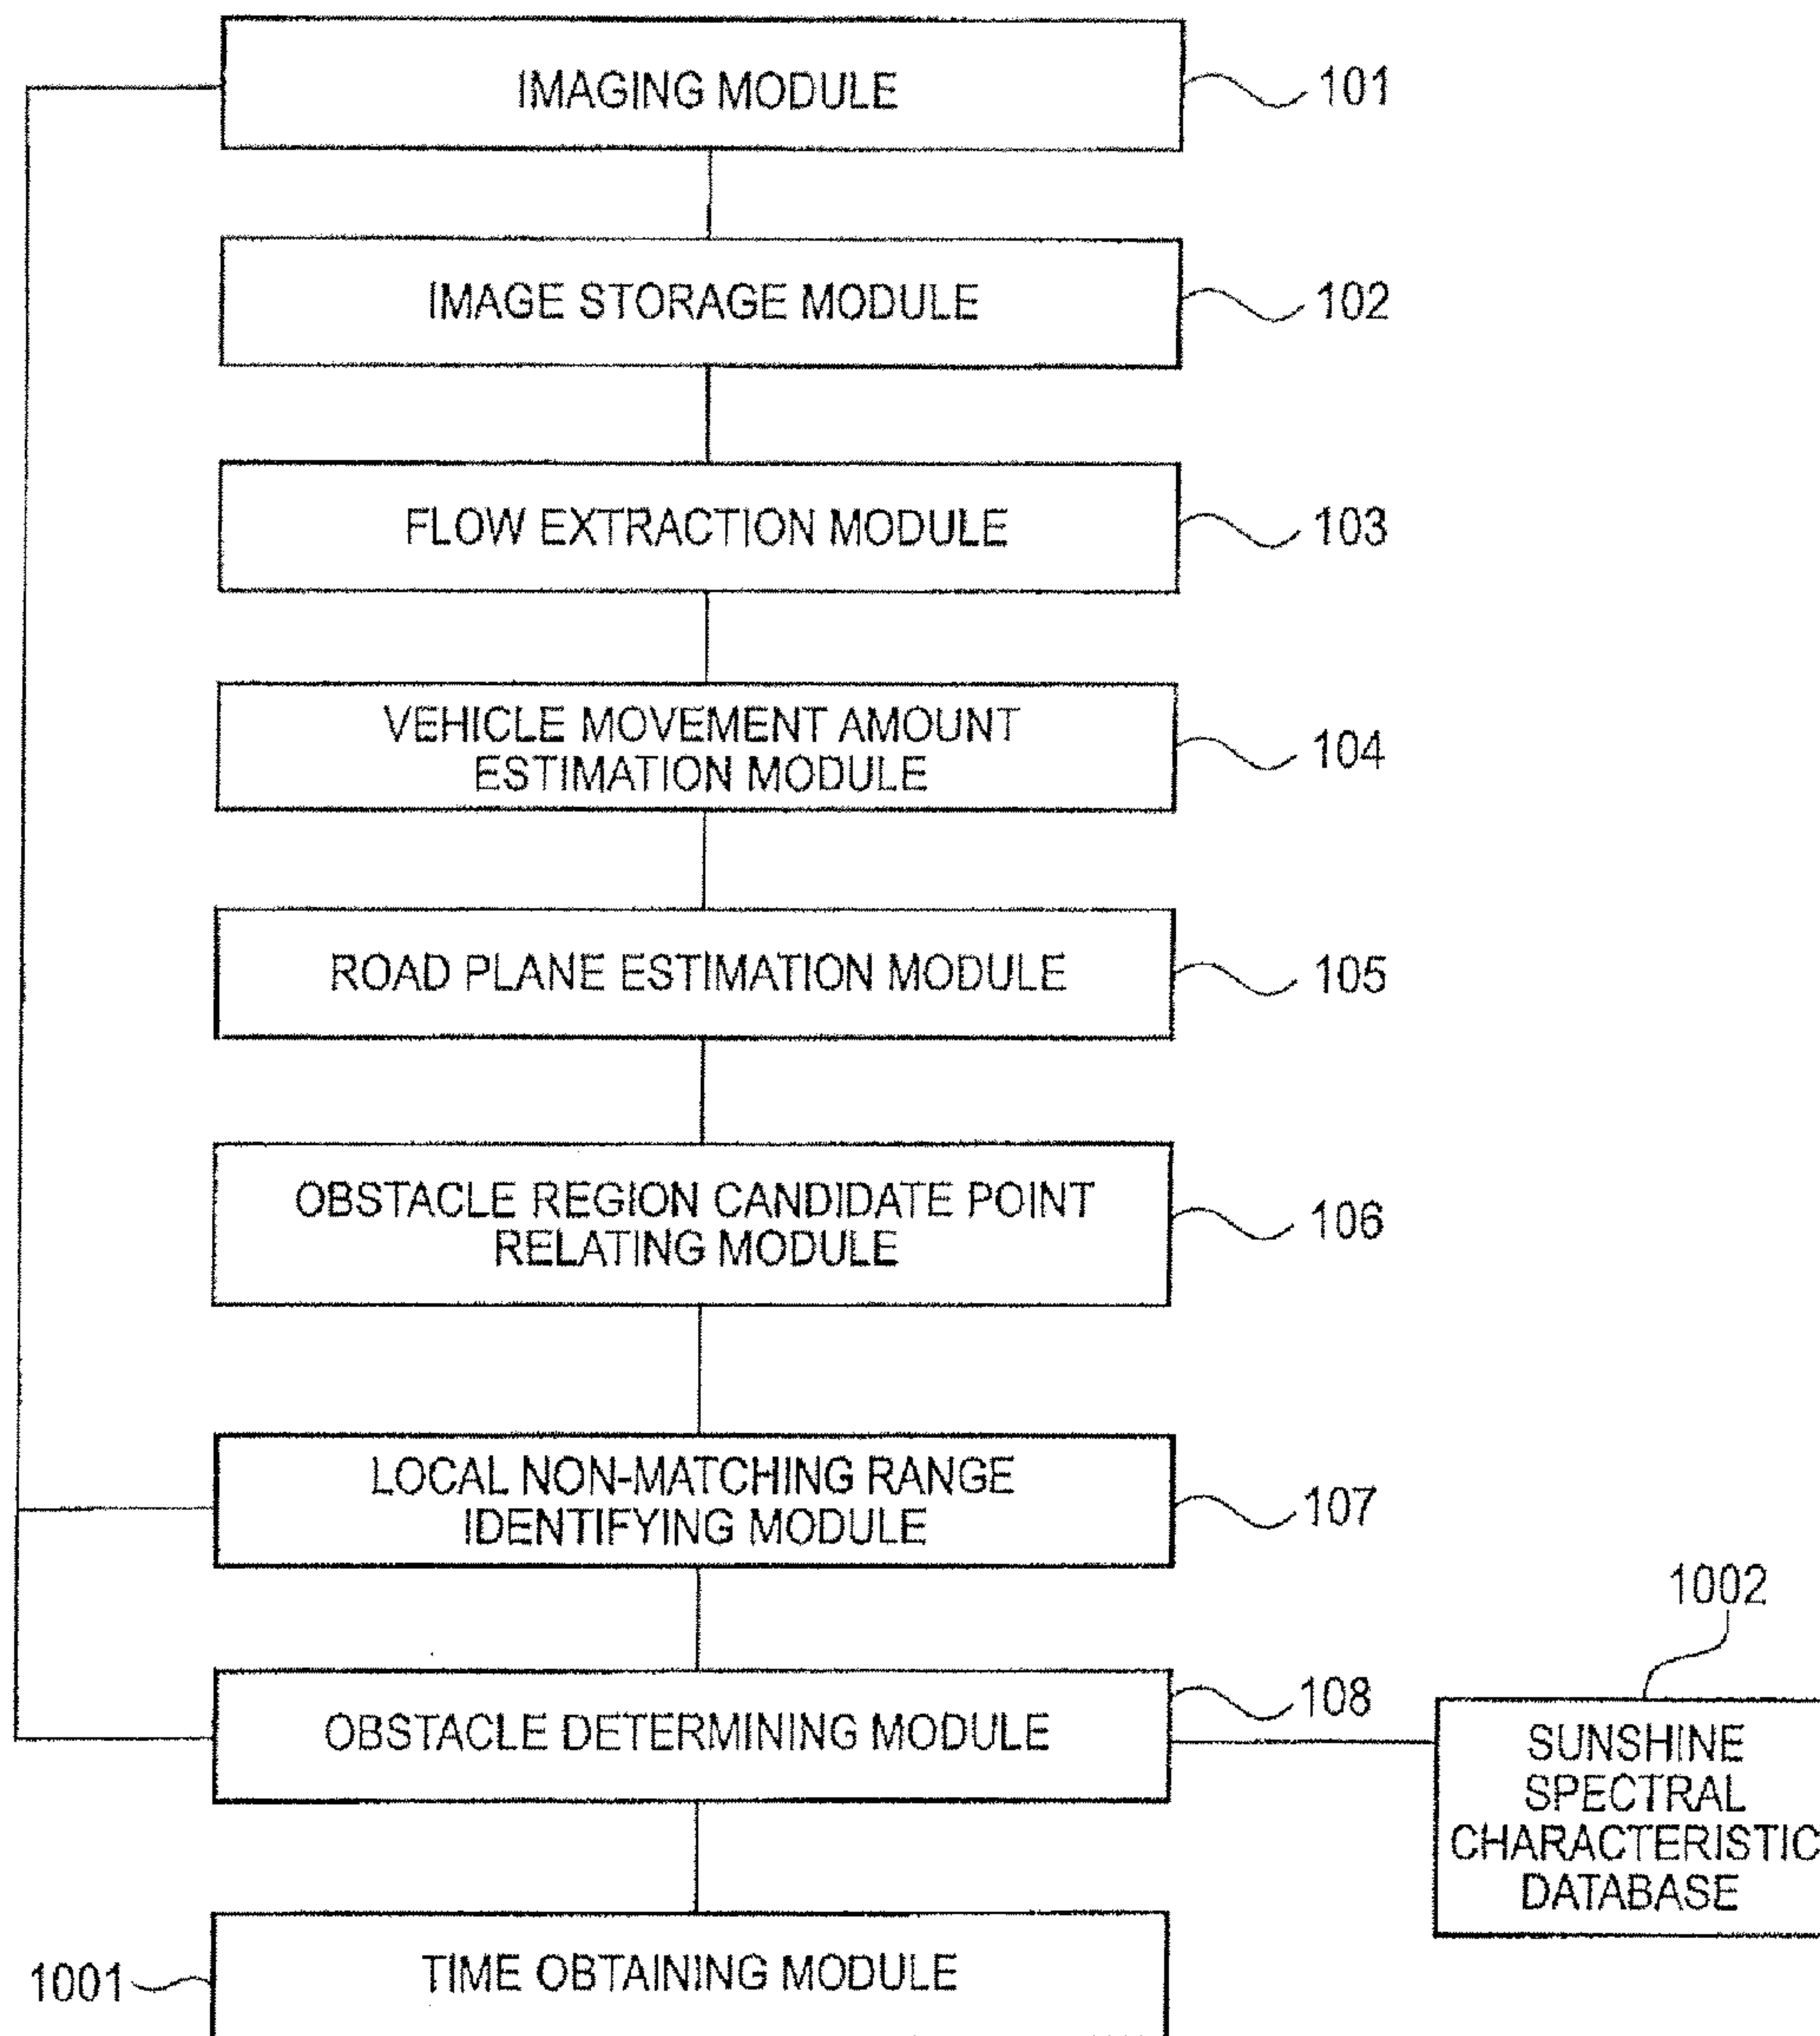 IMAGING MODULE
101
IMAGE STORAGE MODULE
102
FLOW EXTRACTION MODULE
103
VEHICLE MOVEMENT AMOUNT
ESTIMATION MODULE
104
ROAD PLANE ESTIMATION MODULE
105
OBSTACLE REGION CANDIDATE POINT
RELATING MODULE
106
LOCAL NON-MATCHING RANGE
IDENTIFYING MODULE
107
1002
OBSTACLE DETERMINING MODULE
108
SUNSHINE
SPECTRAL
CHARACTERISTIC
DATABASE
1001
TIME OBTAINING MODULE